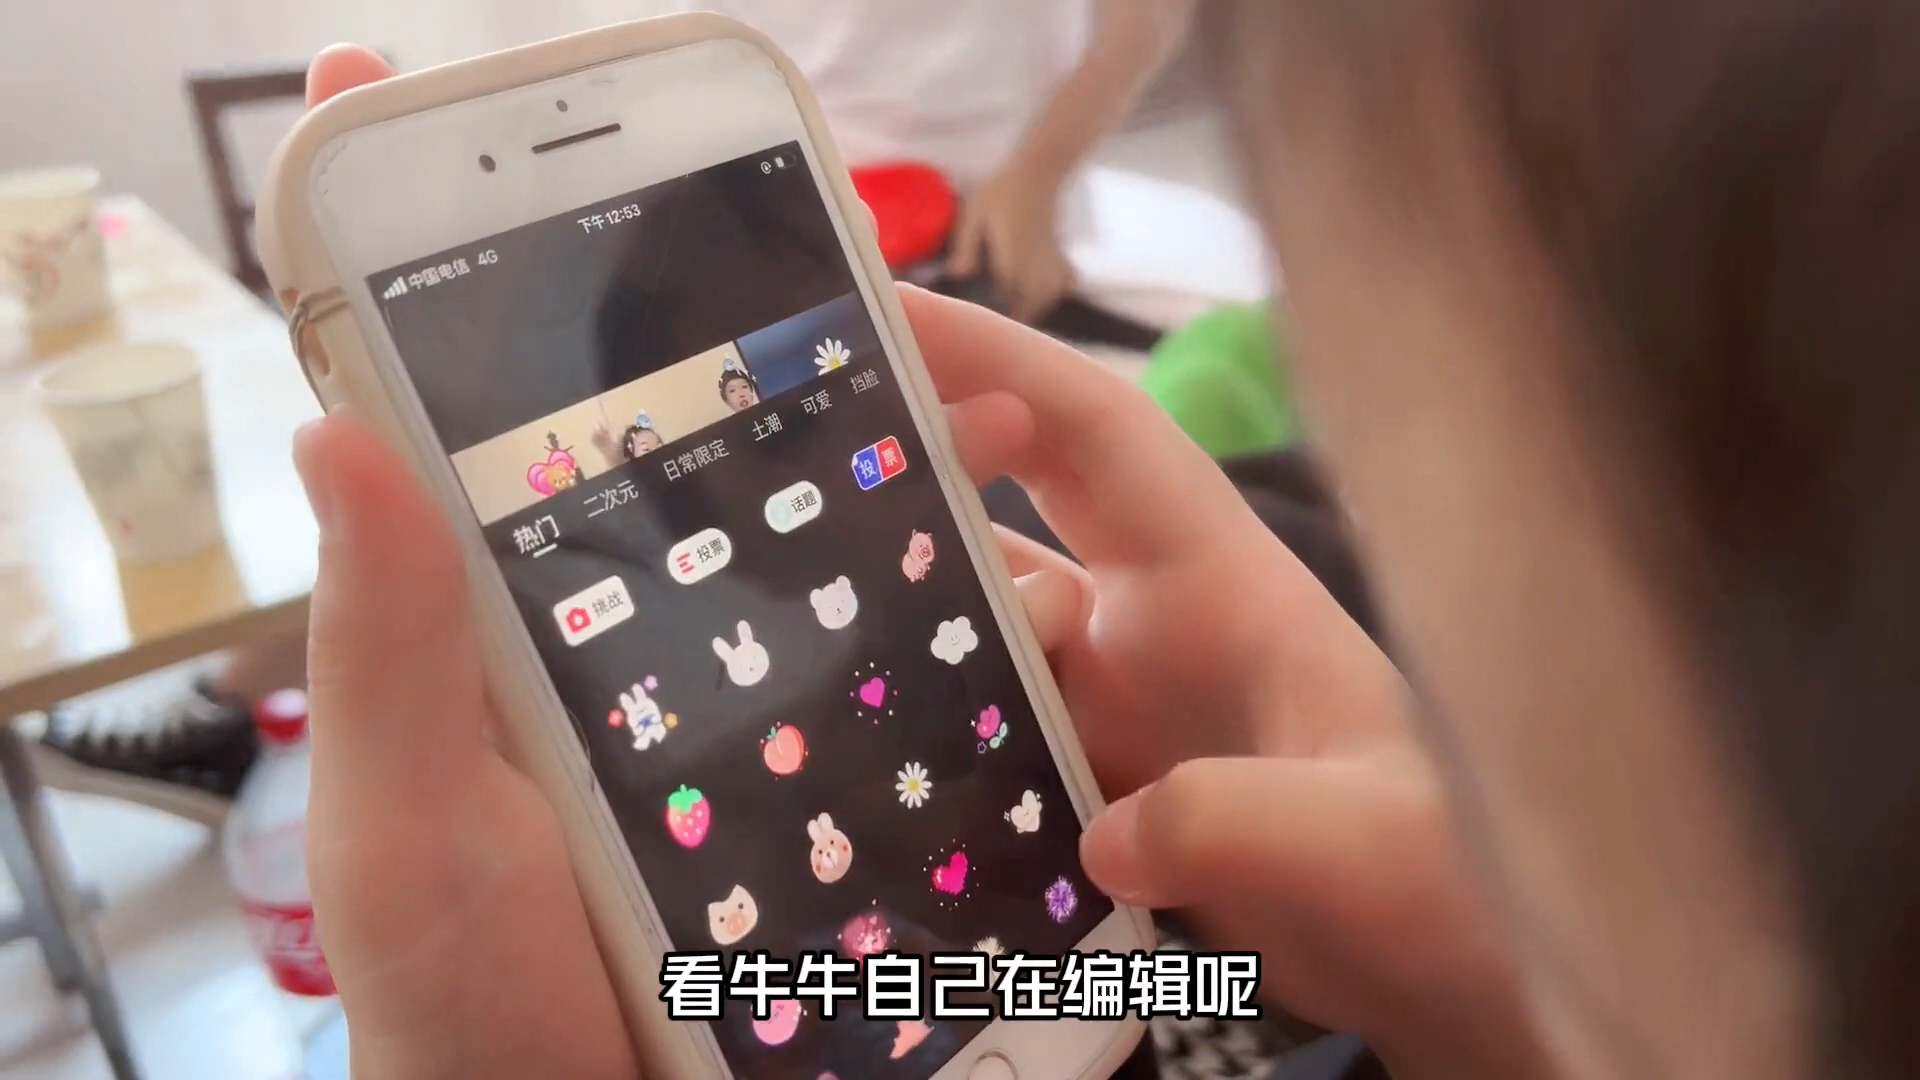 下午12:53
中国电信 4G
热门 二次元 日常限定 土潮 可爱 挡脸
挑战 投票 话题 投票
看牛牛自己在编辑呢